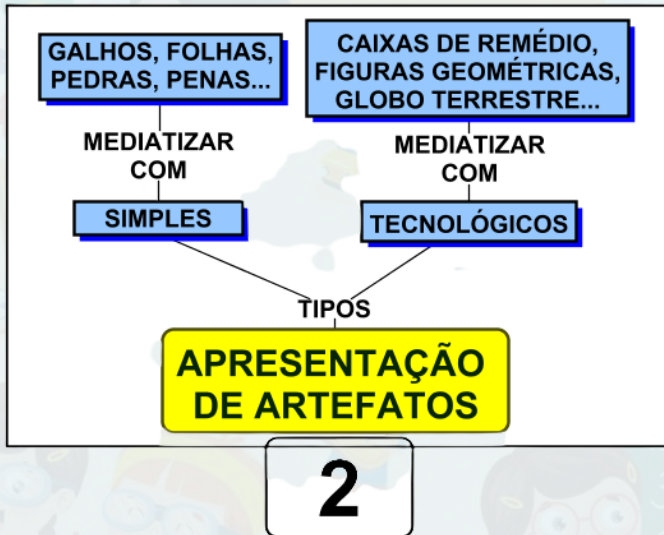 GALHOS, FOLHAS,
PEDRAS, PENAS...
CAIXAS DE REMÉDIO,
FIGURAS GEOMÉTRICAS,
GLOBO TERRESTRE...
MEDIATIZAR
COM
MEDIATIZAR
COM
SIMPLES
TECNOLÓGICOS
TIPOS
APRESENTAÇÃO
DE ARTEFATOS
2